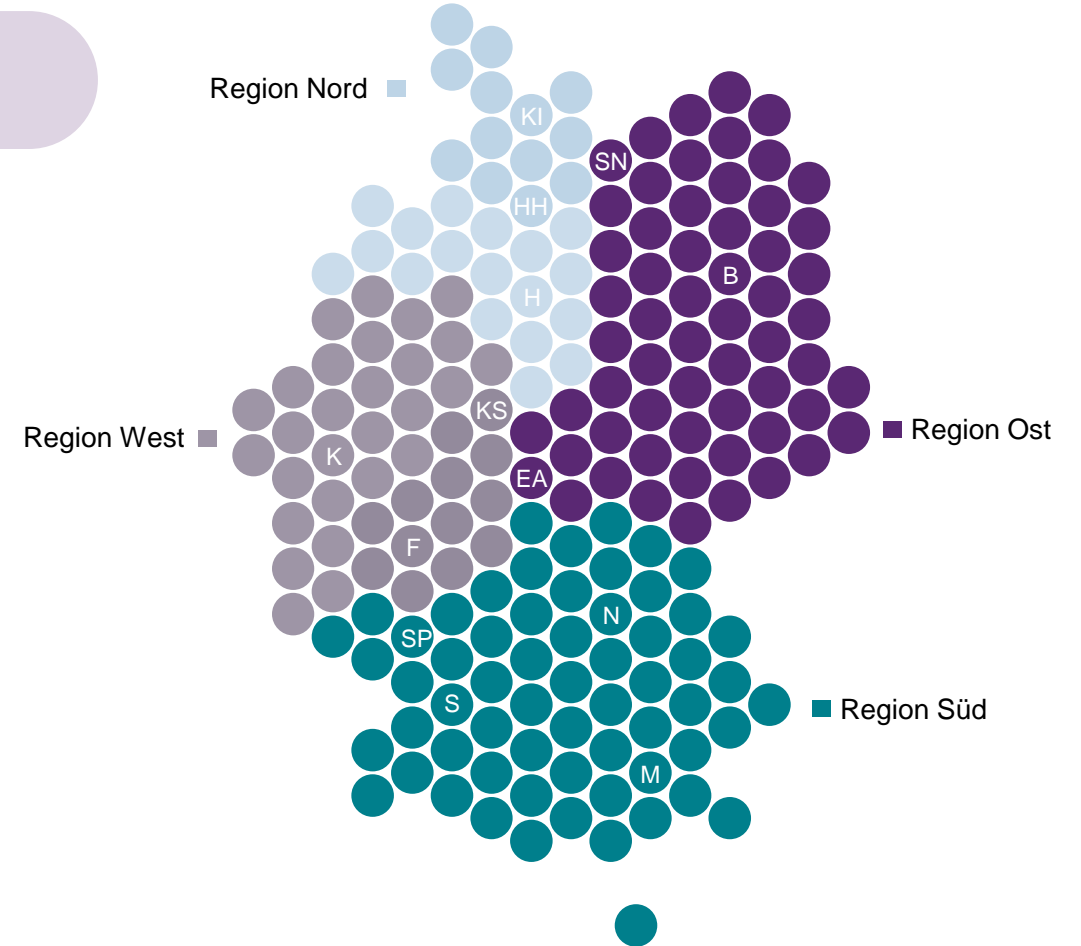 Region Nord
KI
SN
HH
B
H
KS
Region West
Region Ost
K
EA
F
N
SP
S
Region Süd
M